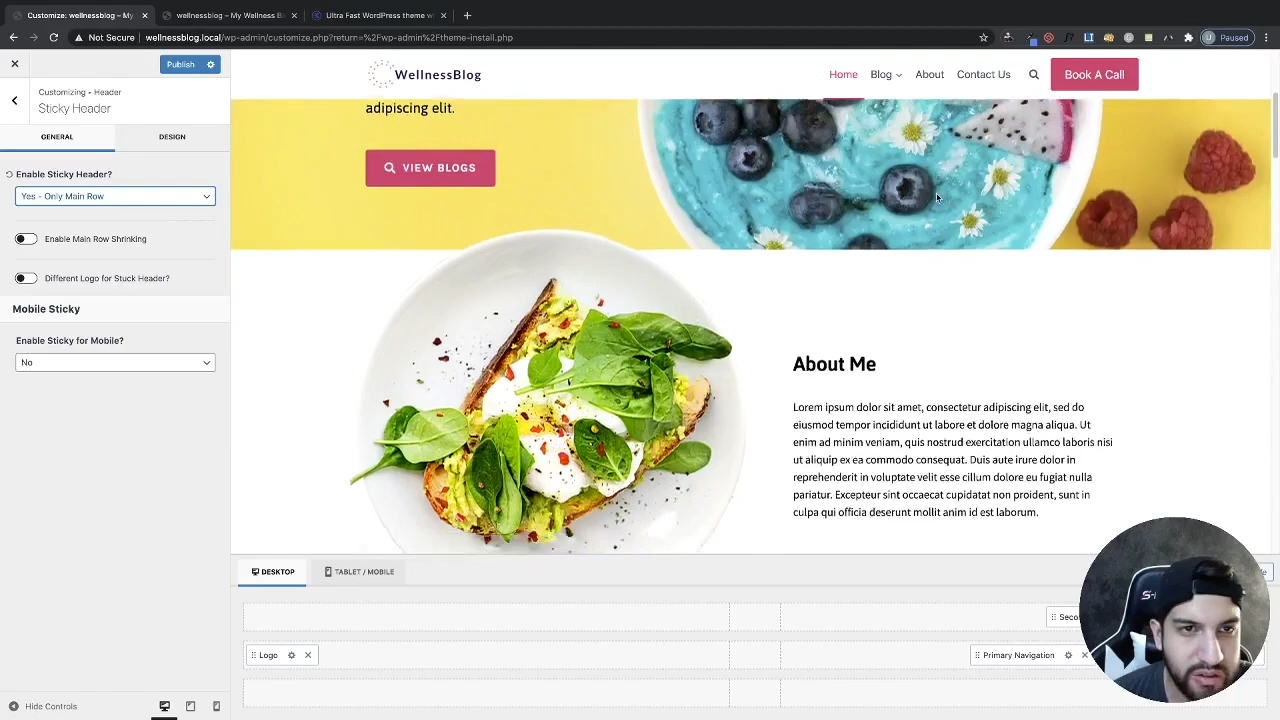 Customize: wellnessblog – My W
wellnessblog – My Wellness B
Ultra Fast WordPress theme w
Not Secure
wellnessblog.local/wp-admin/customize.php?return=%2Fwp-admin%2Ftheme-install.php
Paused
Publish
Customizing ▸ Header
Sticky Header
GENERAL
DESIGN
Enable Sticky Header?
Yes - Only Main Row
Enable Main Row Shrinking
Different Logo for Stuck Header?
Mobile Sticky
Enable Sticky for Mobile?
No
Hide Controls
WellnessBlog
Home
Blog
About
Contact Us
Book A Call
adipiscing elit.
VIEW BLOGS
About Me
Lorem ipsum dolor sit amet, consectetur adipiscing elit, sed do
eiusmod tempor incididunt ut labore et dolore magna aliqua. Ut
enim ad minim veniam, quis nostrud exercitation ullamco laboris nisi
ut aliquip ex ea commodo consequat. Duis aute irure dolor in
reprehenderit in voluptate velit esse cillum dolore eu fugiat nulla
pariatur. Excepteur sint occaecat cupidatat non proident, sunt in
culpa qui officia deserunt mollit anim id est laborum.
DESKTOP
TABLET / MOBILE
Logo
Primary Navigation